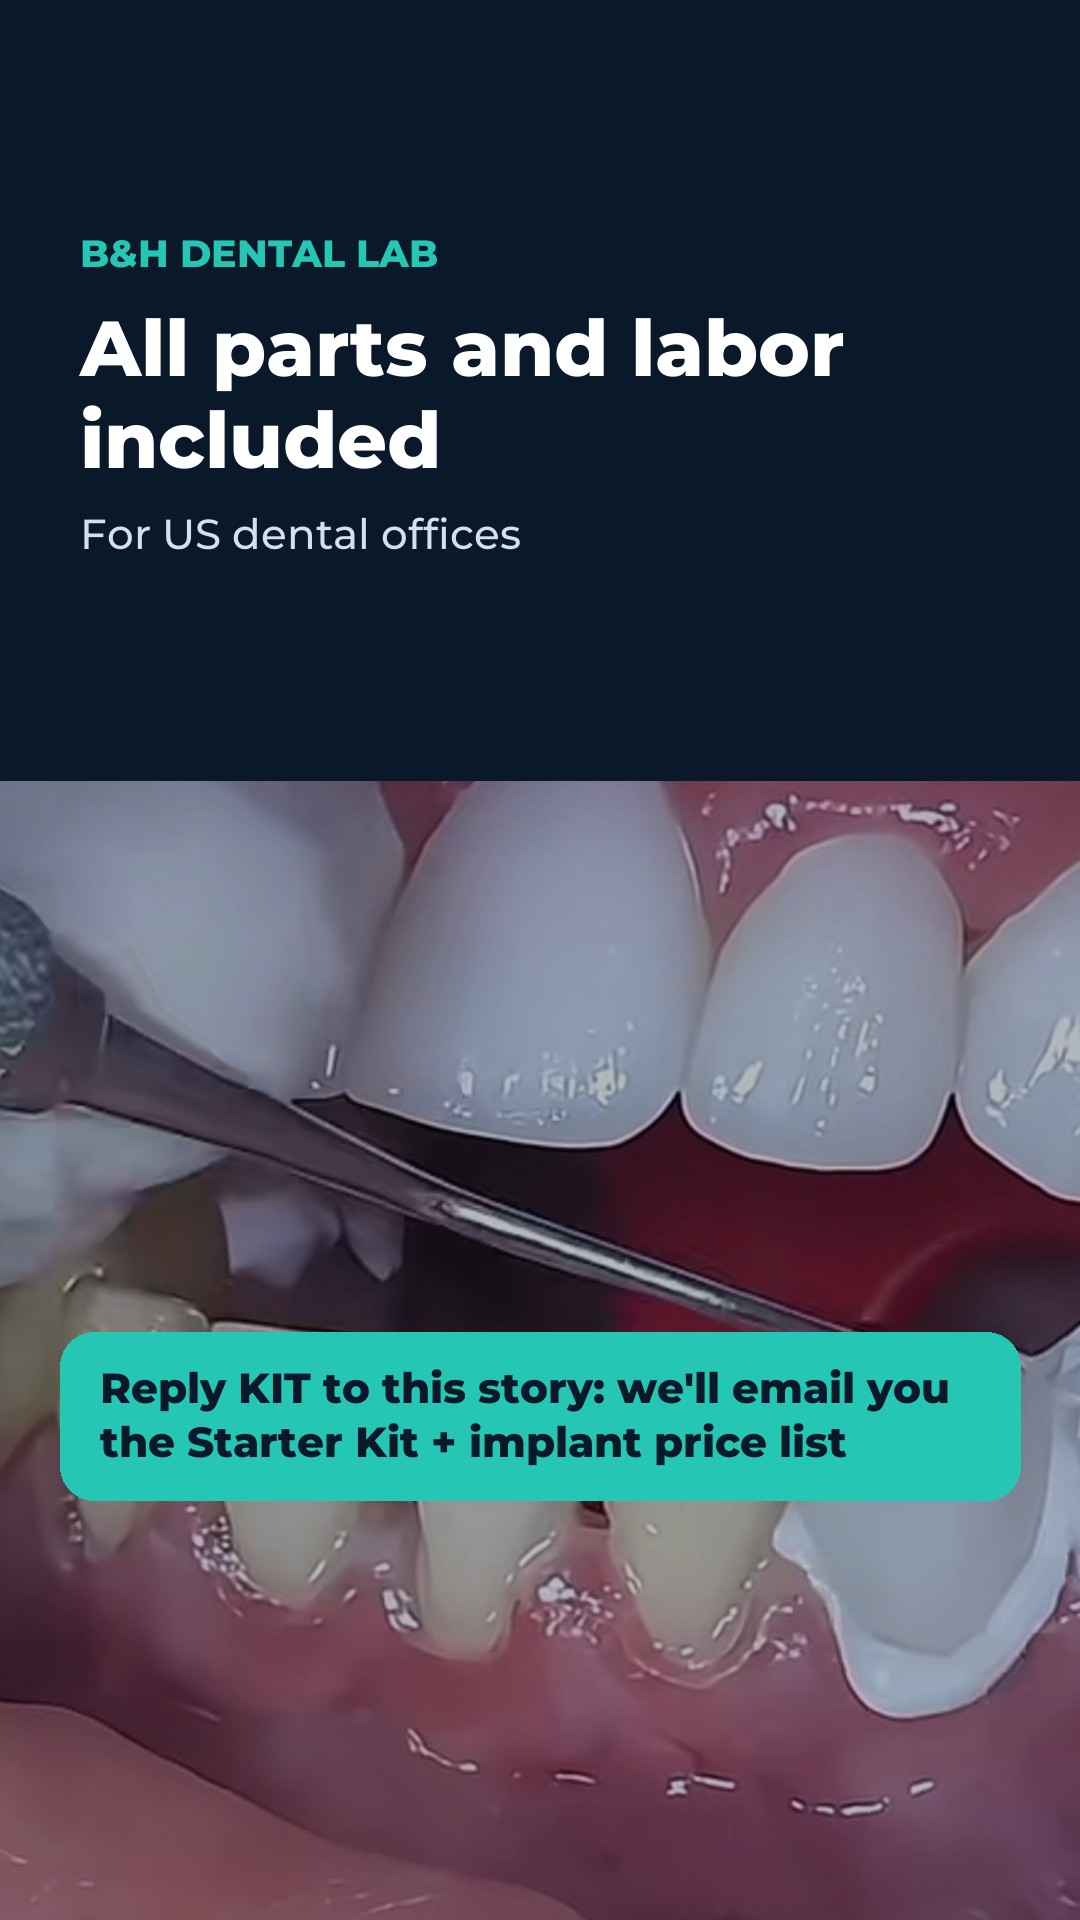 B&H DENTAL LAB
All parts and labor
included
For US dental offices
Reply KIT to this story: we'll email you
the Starter Kit + implant price list